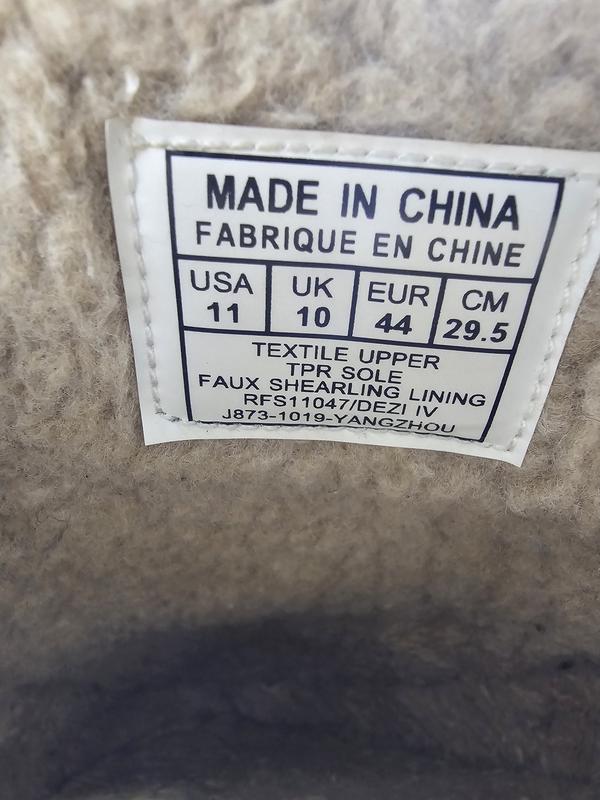 MADE IN CHINA
FABRIQUE EN CHINE
USA UK EUR CM
11 10 44 29.5
TEXTILE UPPER
TPR SOLE
FAUX SHEARLING LINING
RFS11047/DEZI IV
J873-1019-YANGZHOU